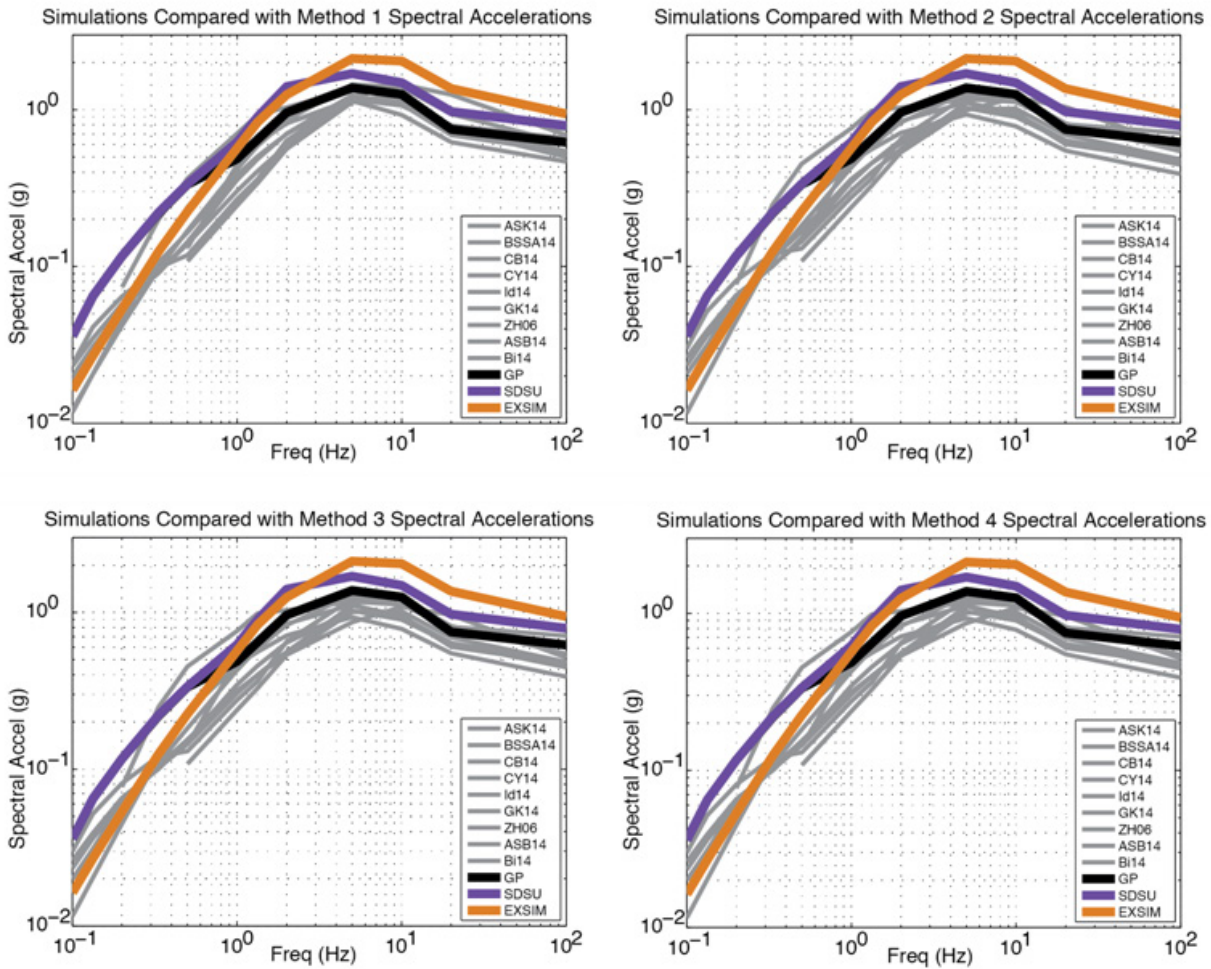 Simulations Compared with Method 1 Spectral Accelerations
Spectral Accel (g)
10^0
10^-1
10^-2
10^-1
10^0
10^1
10^2
Freq (Hz)
ASK14
BSSA14
CB14
CY14
Id14
GK14
ZH06
ASB14
Bi14
GP
SDSU
EXSIM
Simulations Compared with Method 2 Spectral Accelerations
Spectral Accel (g)
10^0
10^-1
10^-2
10^-1
10^0
10^1
10^2
Freq (Hz)
ASK14
BSSA14
CB14
CY14
Id14
GK14
ZH06
ASB14
Bi14
GP
SDSU
EXSIM
Simulations Compared with Method 3 Spectral Accelerations
Spectral Accel (g)
10^0
10^-1
10^-2
10^-1
10^0
10^1
10^2
Freq (Hz)
ASK14
BSSA14
CB14
CY14
Id14
GK14
ZH06
ASB14
Bi14
GP
SDSU
EXSIM
Simulations Compared with Method 4 Spectral Accelerations
Spectral Accel (g)
10^0
10^-1
10^-2
10^-1
10^0
10^1
10^2
Freq (Hz)
ASK14
BSSA14
CB14
CY14
Id14
GK14
ZH06
ASB14
Bi14
GP
SDSU
EXSIM